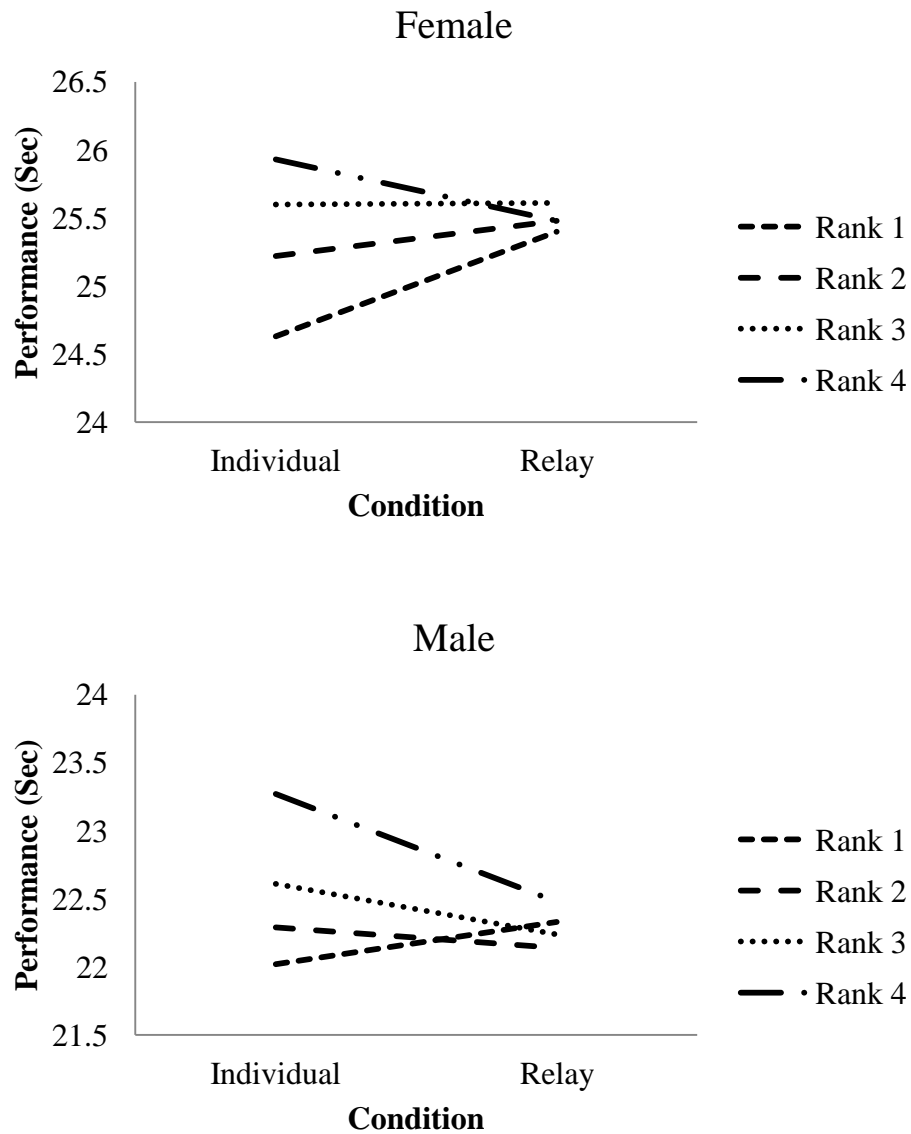 Female
26.5
26
25.5
25
24.5
24
Performance (Sec)
Individual
Relay
Condition
Rank 1
Rank 2
Rank 3
Rank 4
Male
24
23.5
23
22.5
22
21.5
Performance (Sec)
Individual
Relay
Condition
Rank 1
Rank 2
Rank 3
Rank 4